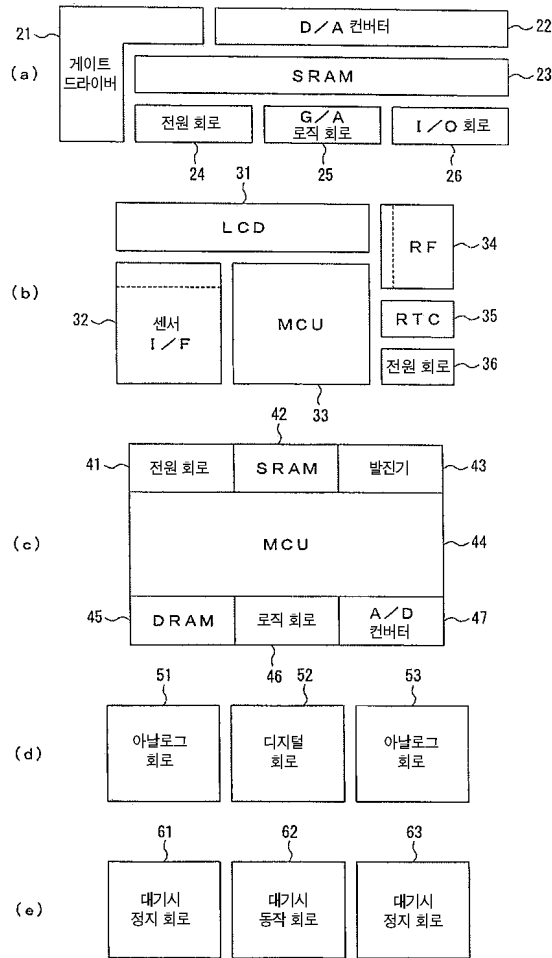 21
D/A 컨버터
22
(a)
게이트
드라이버
SRAM
23
전원 회로
G/A
로직 회로
I/O 회로
24
25
26
31
LCD
RF
34
(b)
32
센서
I/F
MCU
RTC
35
전원 회로
36
33
42
41
전원 회로
SRAM
발진기
43
(c)
MCU
44
45
DRAM
로직 회로
A/D
컨버터
47
46
51
52
53
(d)
아날로그
회로
디지털
회로
아날로그
회로
61
62
63
(e)
대기시
정지 회로
대기시
동작 회로
대기시
정지 회로